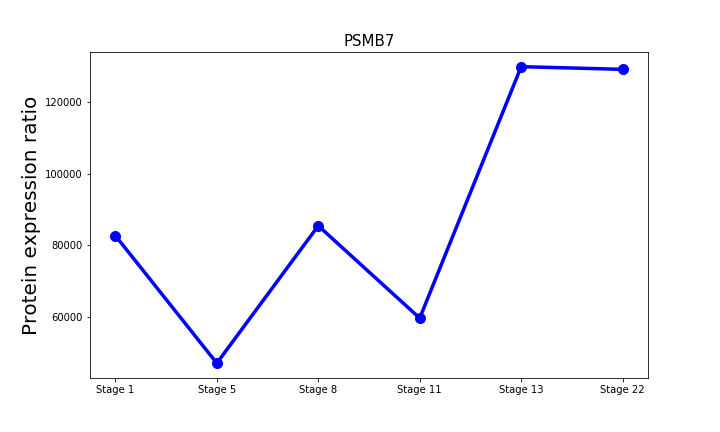 PSMB7
Protein expression ratio
120000
100000
80000
60000
Stage 1 Stage 5 Stage 8 Stage 11 Stage 13 Stage 22